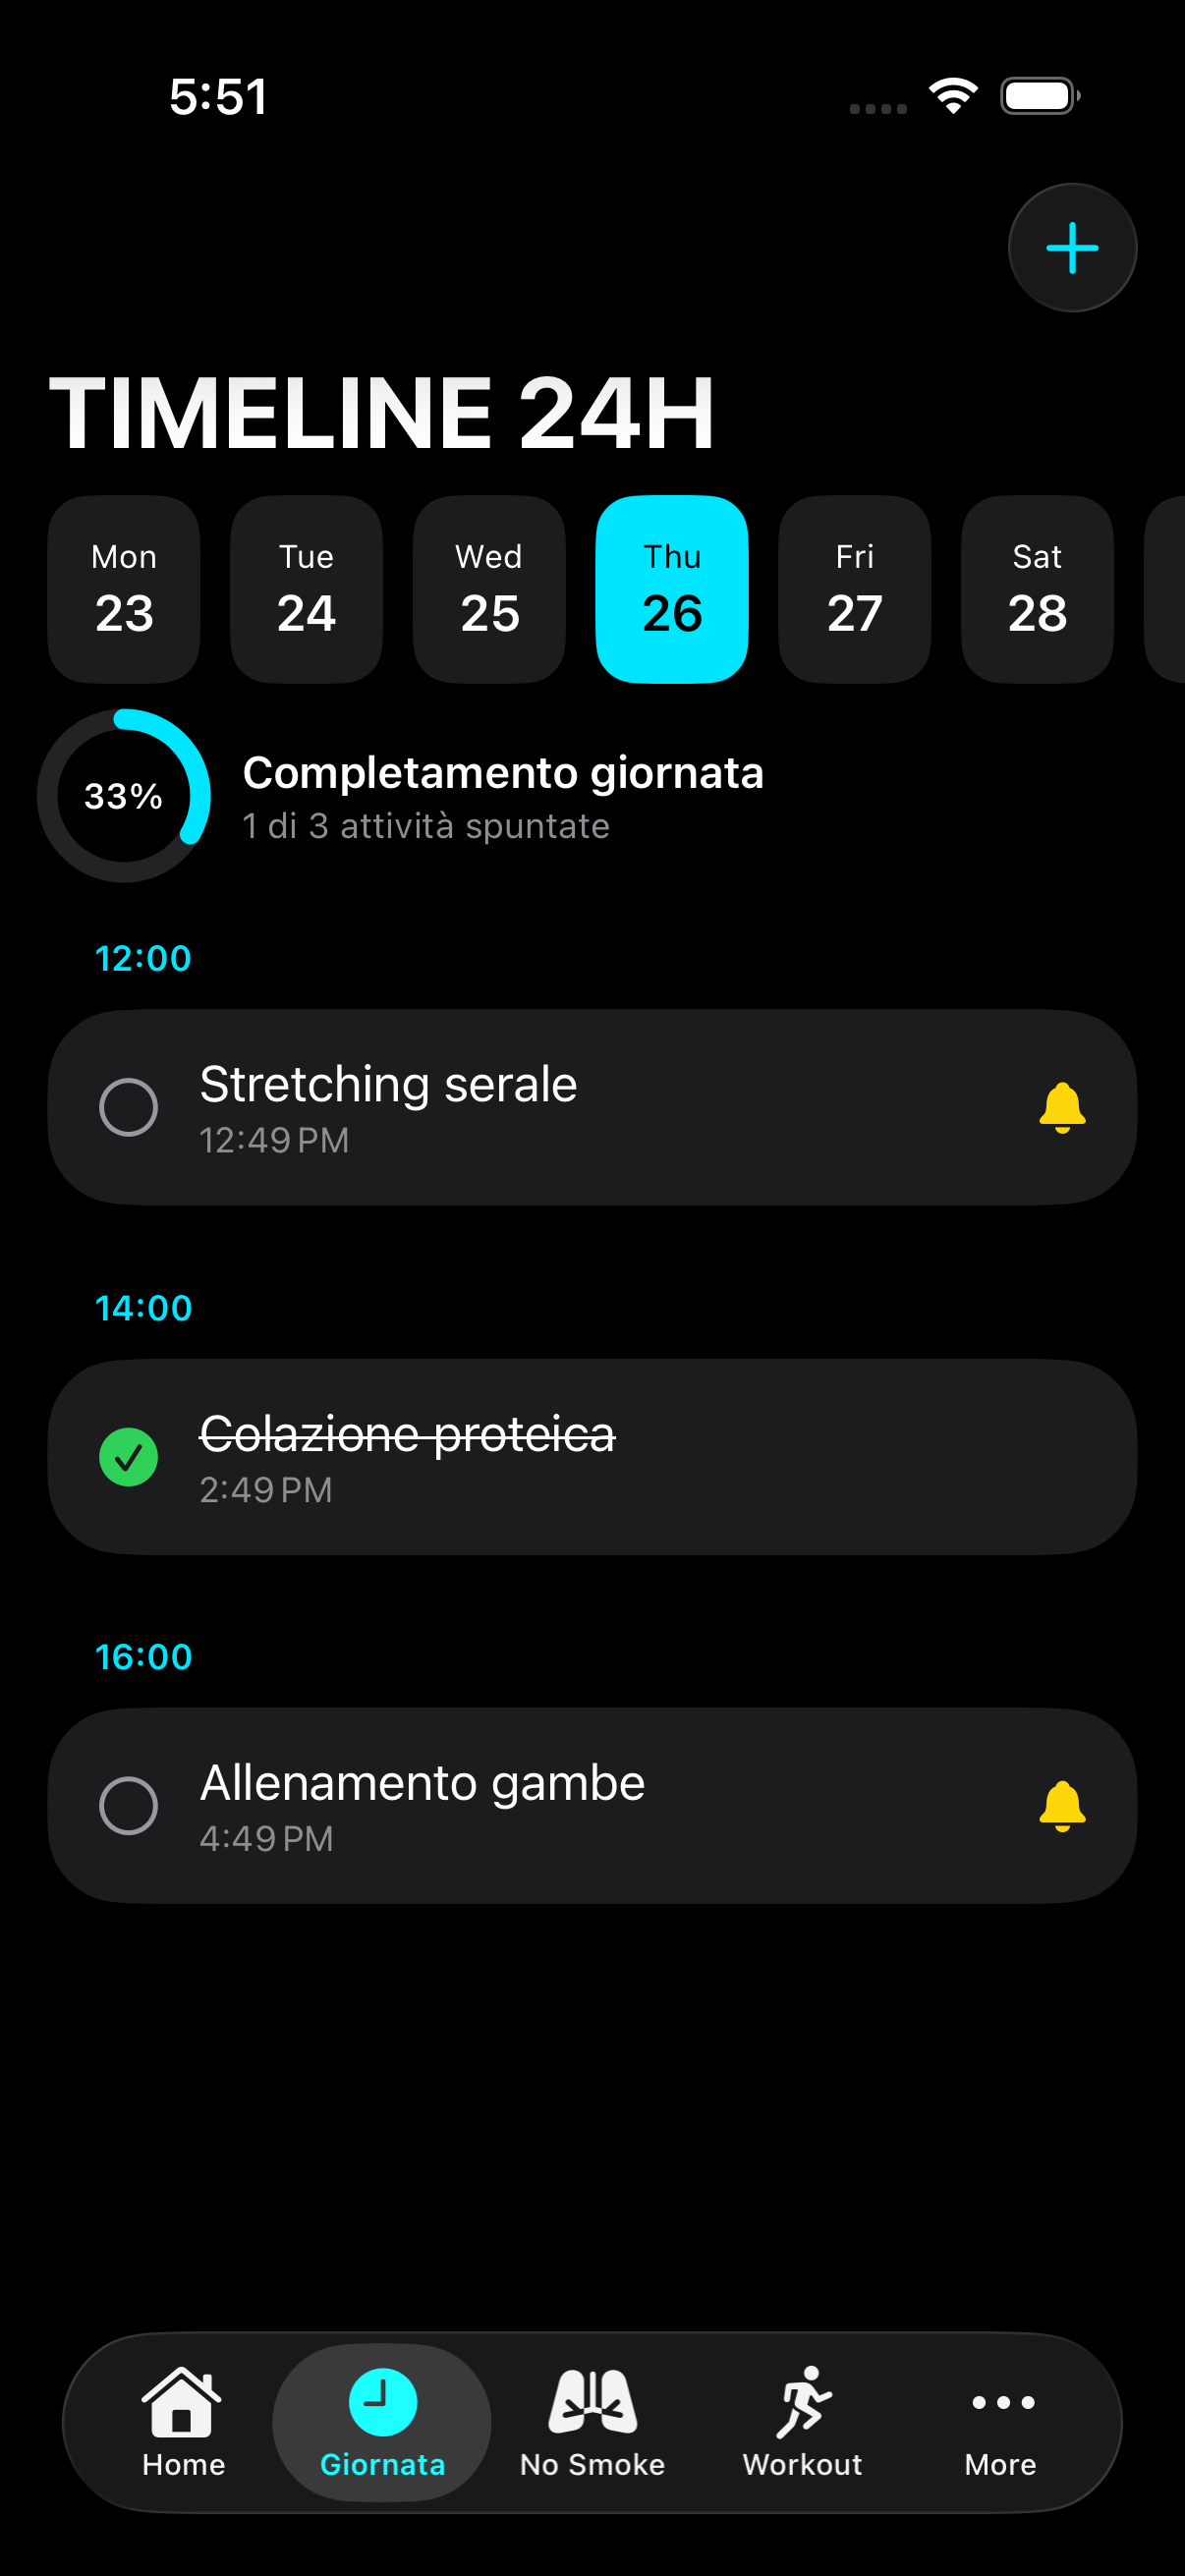 5:51
TIMELINE 24H
Mon Tue Wed Thu Fri Sat
23 24 25 26 27 28
33%
Completamento giornata
1 di 3 attività spuntate
12:00
Stretching serale
12:49 PM
14:00
Colazione proteica
2:49 PM
16:00
Allenamento gambe
4:49 PM
Home Giornata No Smoke Workout More